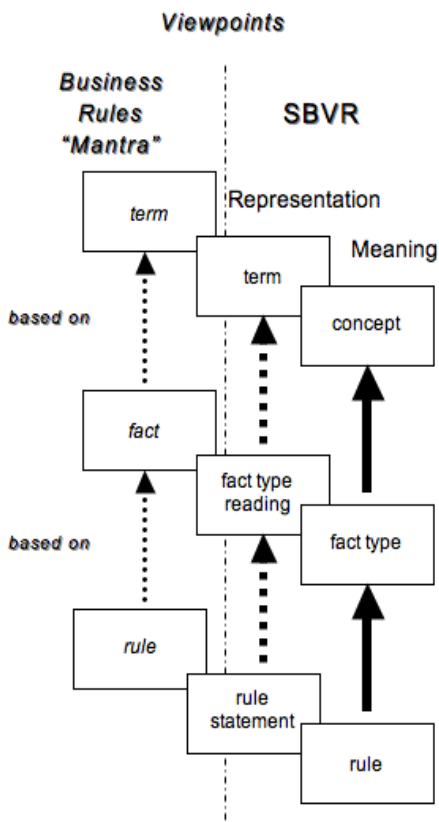 Viewpoints
Business
Rules
“Mantra”
SBVR
term
Representation
term
Meaning
concept
based on
fact
fact type
reading
fact type
based on
rule
rule
statement
rule